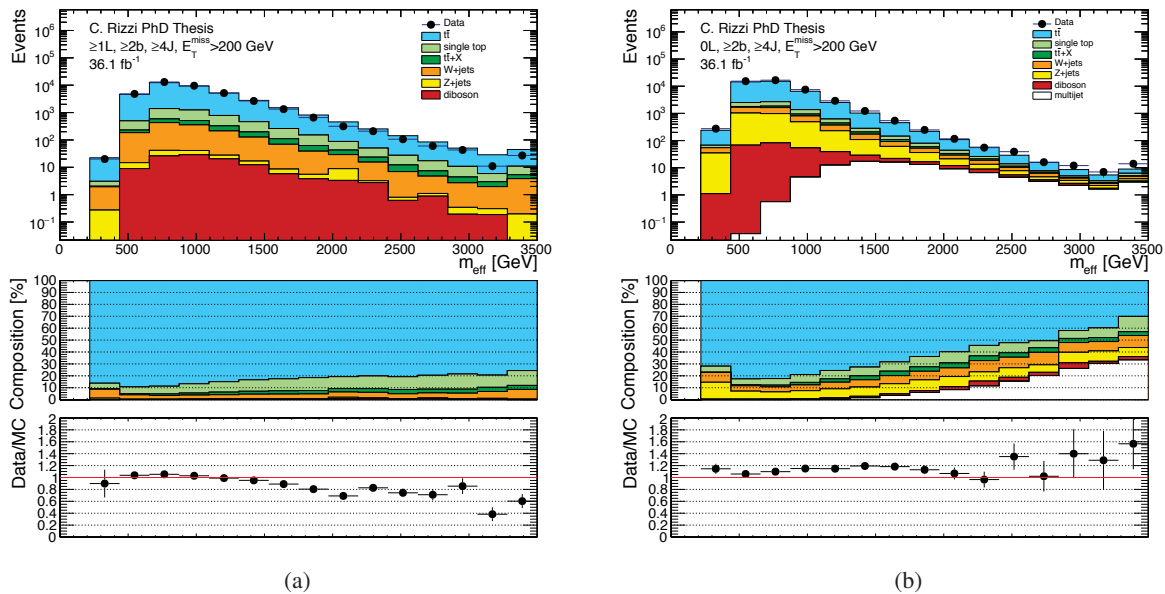 Events
10⁶
10⁵
10⁴
10³
10²
10
1
10⁻¹
C. Rizzi PhD Thesis
≥1L, ≥2b, ≥4J, E_T^miss>200 GeV
36.1 fb⁻¹
Data
tt̄
single top
tt̄+X
W+jets
Z+jets
diboson
0 500 1000 1500 2000 2500 3000 3500
m_eff [GeV]
Composition [%]
100
90
80
70
60
50
40
30
20
10
0
Data/MC
2
1.8
1.6
1.4
1.2
1
0.8
0.6
0.4
0.2
0
(a)
Events
10⁶
10⁵
10⁴
10³
10²
10
1
10⁻¹
C. Rizzi PhD Thesis
0L, ≥2b, ≥4J, E_T^miss>200 GeV
36.1 fb⁻¹
Data
tt̄
single top
tt̄+X
W+jets
Z+jets
diboson
multijet
0 500 1000 1500 2000 2500 3000 3500
m_eff [GeV]
Composition [%]
100
90
80
70
60
50
40
30
20
10
0
Data/MC
2
1.8
1.6
1.4
1.2
1
0.8
0.6
0.4
0.2
0
(b)